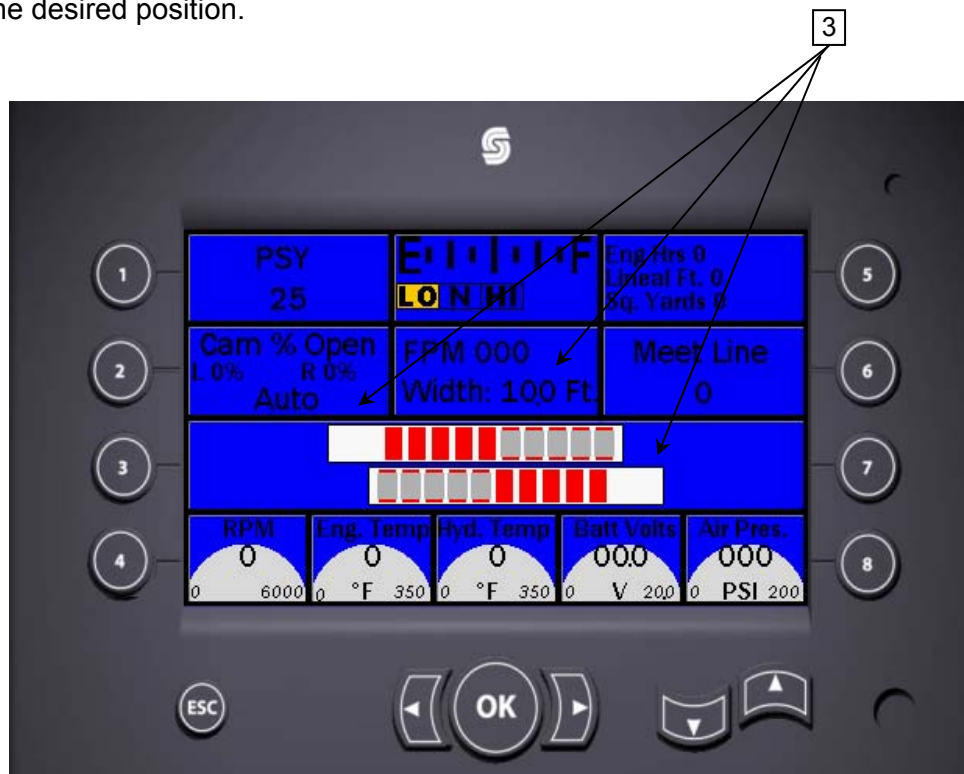 he desired position.
3
PSY
25
E F
LO N HI
Eng Hrs 0
Lineal Ft. 0
Sq. Yards 0
Cam % Open
L 0% R 0%
Auto
FPM 000
Width: 10.0 Ft.
Meet Line
0
RPM
0
0 6000
Eng. Temp
0
0 °F 350
Hyd. Temp
0
0 °F 350
Batt Volts
00.0
0 V 20.0
Air Pres.
000
0 PSI 200
1
2
3
4
5
6
7
8
ESC
OK